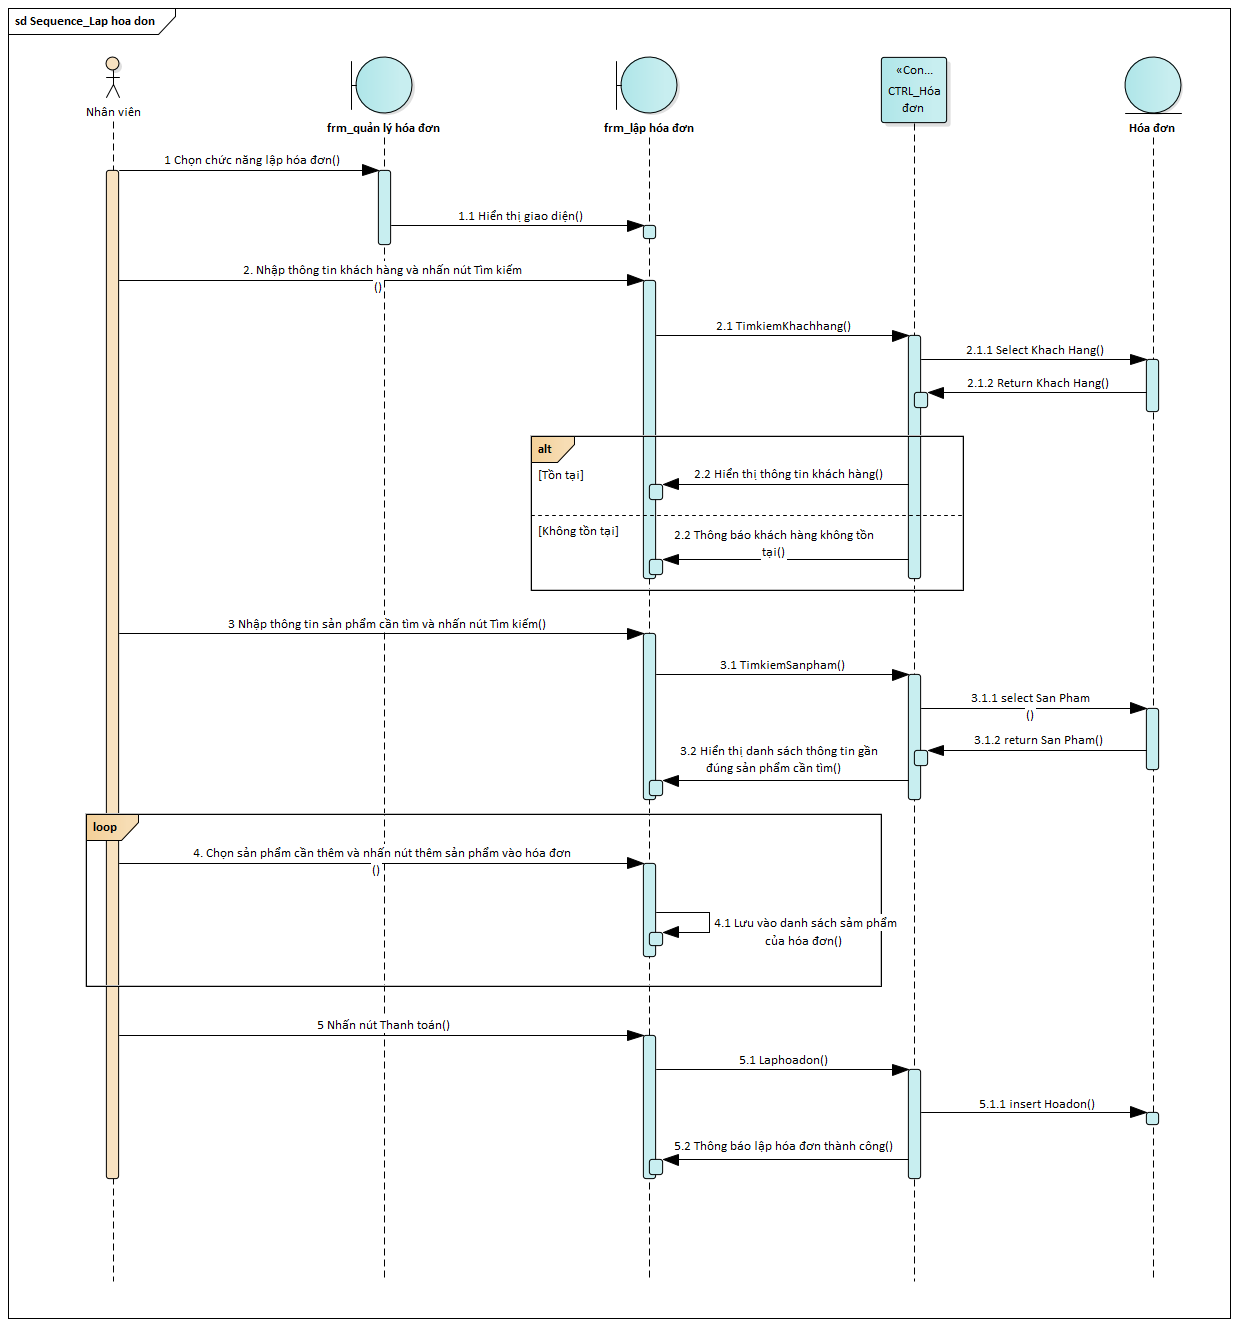 sd Sequence_Lap hoa don
Nhân viên
frm_quản lý hóa đơn
frm_lập hóa đơn
«Con...
CTRL_Hóa
đơn
Hóa đơn
1 Chọn chức năng lập hóa đơn()
1.1 Hiển thị giao diện()
2. Nhập thông tin khách hàng và nhấn nút Tìm kiếm
()
2.1 TimkiemKhachhang()
2.1.1 Select Khach Hang()
2.1.2 Return Khach Hang()
alt
[Tồn tại]
2.2 Hiển thị thông tin khách hàng()
[Không tồn tại]
2.2 Thông báo khách hàng không tồn
tại()
3 Nhập thông tin sản phẩm cần tìm và nhấn nút Tìm kiếm()
3.1 TimkiemSanpham()
3.1.1 select San Pham
()
3.1.2 return San Pham()
3.2 Hiển thị danh sách thông tin gần
đúng sản phẩm cần tìm()
loop
4. Chọn sản phẩm cần thêm và nhấn nút thêm sản phẩm vào hóa đơn
()
4.1 Lưu vào danh sách sảm phẩm
của hóa đơn()
5 Nhấn nút Thanh toán()
5.1 Laphoadon()
5.1.1 insert Hoadon()
5.2 Thông báo lập hóa đơn thành công()